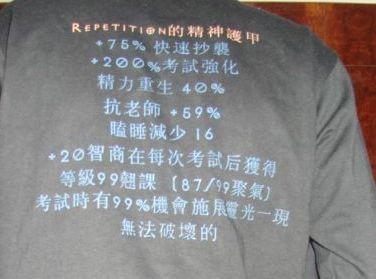 REPETITION的精神護甲
+75% 快速抄襲
+200%考試強化
精力重生 40%
抗老師 +59%
瞌睡減少 16
+20智商在每次考試后獲得
等級99翹課 (87/99聚氣)
考試時有99%機會施展電光一現
無法破壞的